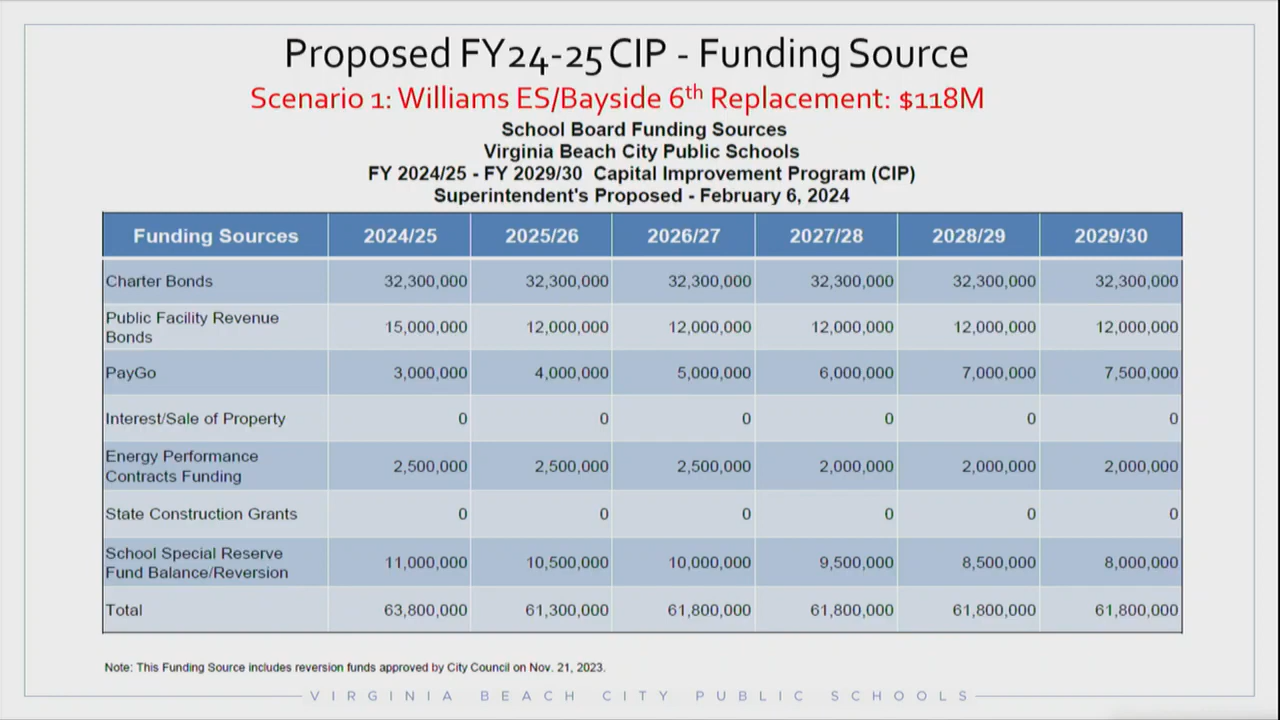 Proposed FY24-25 CIP - Funding Source
Scenario 1: Williams ES/Bayside 6th Replacement: $118M
School Board Funding Sources
Virginia Beach City Public Schools
FY 2024/25 - FY 2029/30 Capital Improvement Program (CIP)
Superintendent's Proposed - February 6, 2024
Funding Sources 2024/25 2025/26 2026/27 2027/28 2028/29 2029/30
Charter Bonds 32,300,000 32,300,000 32,300,000 32,300,000 32,300,000 32,300,000
Public Facility Revenue
Bonds 15,000,000 12,000,000 12,000,000 12,000,000 12,000,000 12,000,000
PayGo 3,000,000 4,000,000 5,000,000 6,000,000 7,000,000 7,500,000
Interest/Sale of Property 0 0 0 0 0 0
Energy Performance
Contracts Funding 2,500,000 2,500,000 2,500,000 2,000,000 2,000,000 2,000,000
State Construction Grants 0 0 0 0 0 0
School Special Reserve
Fund Balance/Reversion 11,000,000 10,500,000 10,000,000 9,500,000 8,500,000 8,000,000
Total 63,800,000 61,300,000 61,800,000 61,800,000 61,800,000 61,800,000
Note: This Funding Source includes reversion funds approved by City Council on Nov. 21, 2023.
VIRGINIA BEACH CITY PUBLIC SCHOOLS